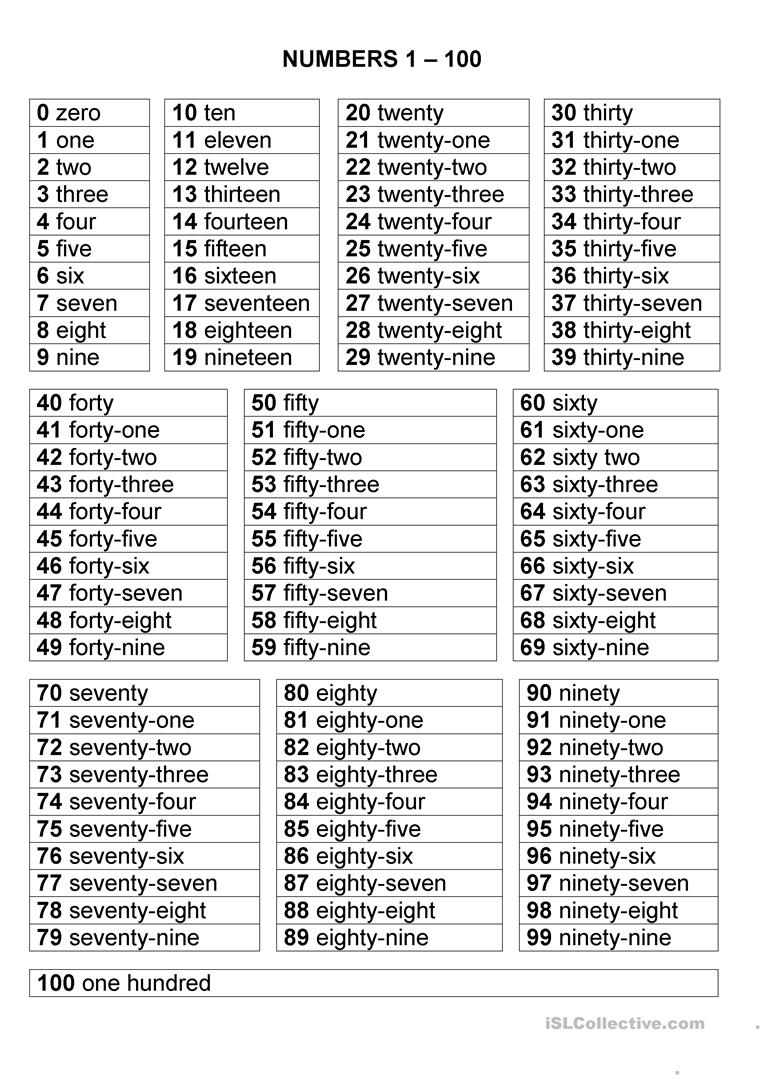 NUMBERS 1 – 100
0 zero
1 one
2 two
3 three
4 four
5 five
6 six
7 seven
8 eight
9 nine
10 ten
11 eleven
12 twelve
13 thirteen
14 fourteen
15 fifteen
16 sixteen
17 seventeen
18 eighteen
19 nineteen
20 twenty
21 twenty-one
22 twenty-two
23 twenty-three
24 twenty-four
25 twenty-five
26 twenty-six
27 twenty-seven
28 twenty-eight
29 twenty-nine
30 thirty
31 thirty-one
32 thirty-two
33 thirty-three
34 thirty-four
35 thirty-five
36 thirty-six
37 thirty-seven
38 thirty-eight
39 thirty-nine
40 forty
41 forty-one
42 forty-two
43 forty-three
44 forty-four
45 forty-five
46 forty-six
47 forty-seven
48 forty-eight
49 forty-nine
50 fifty
51 fifty-one
52 fifty-two
53 fifty-three
54 fifty-four
55 fifty-five
56 fifty-six
57 fifty-seven
58 fifty-eight
59 fifty-nine
60 sixty
61 sixty-one
62 sixty two
63 sixty-three
64 sixty-four
65 sixty-five
66 sixty-six
67 sixty-seven
68 sixty-eight
69 sixty-nine
70 seventy
71 seventy-one
72 seventy-two
73 seventy-three
74 seventy-four
75 seventy-five
76 seventy-six
77 seventy-seven
78 seventy-eight
79 seventy-nine
80 eighty
81 eighty-one
82 eighty-two
83 eighty-three
84 eighty-four
85 eighty-five
86 eighty-six
87 eighty-seven
88 eighty-eight
89 eighty-nine
90 ninety
91 ninety-one
92 ninety-two
93 ninety-three
94 ninety-four
95 ninety-five
96 ninety-six
97 ninety-seven
98 ninety-eight
99 ninety-nine
100 one hundred
iSLCollective.com